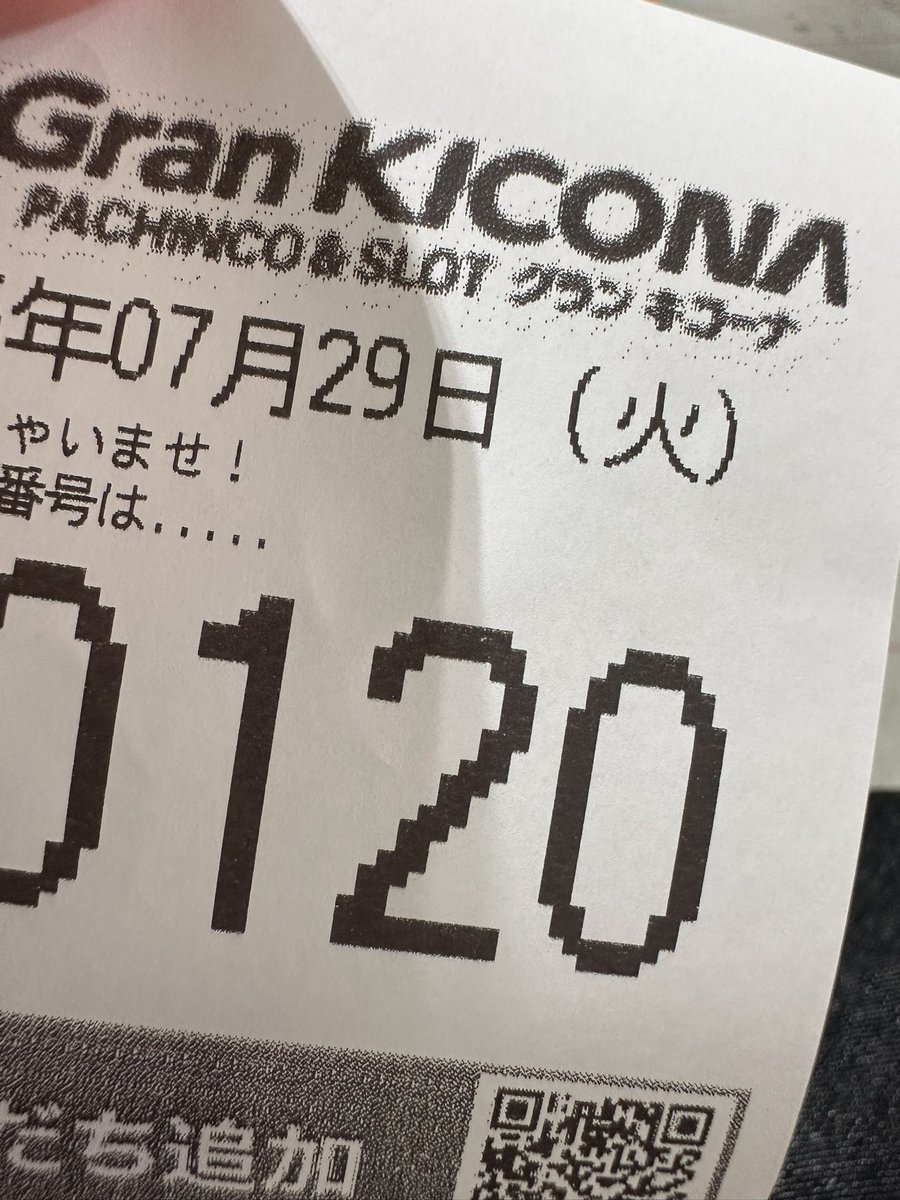 Gran KICONA
PACHINCO & SLOT グラン キコーナ
年07月29日 (火)
ゃいませ!
番号は.....
0120
だち追加